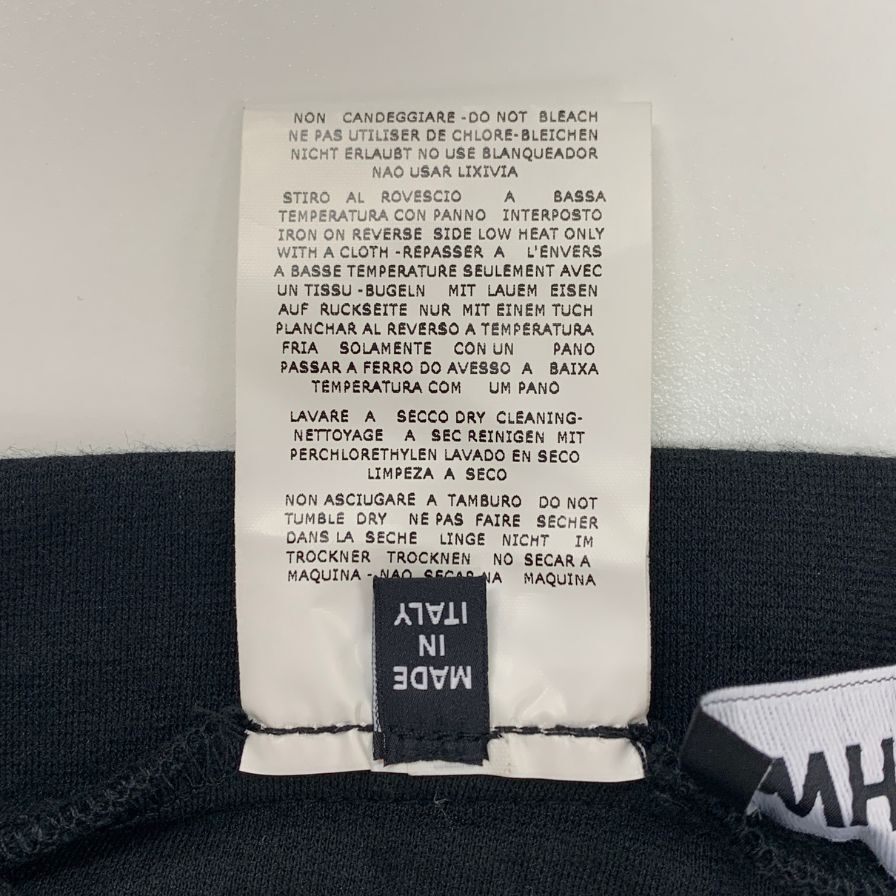 NON CANDEGGIARE -DO NOT BLEACH
NE PAS UTILISER DE CHLORE-BLEICHEN
NICHT ERLAUBT NO USE BLANQUEADOR
NAO USAR LIXIVIA
STIRO AL ROVESCIO A BASSA
TEMPERATURA CON PANNO INTERPOSTO
IRON ON REVERSE SIDE LOW HEAT ONLY
WITH A CLOTH -REPASSER A L'ENVERS
A BASSE TEMPERATURE SEULEMENT AVEC
UN TISSU -BUGELN MIT LAUEM EISEN
AUF RUCKSEITE NUR MIT EINEM TUCH
PLANCHAR AL REVERSO A TEMPERATURA
FRIA SOLAMENTE CON UN PANO
PASSAR A FERRO DO AVESSO A BAIXA
TEMPERATURA COM UM PANO
LAVARE A SECCO DRY CLEANING-
NETTOYAGE A SEC REINIGEN MIT
PERCHLORETHYLEN LAVADO EN SECO
LIMPEZA A SECO
NON ASCIUGARE A TAMBURO DO NOT
TUMBLE DRY NE PAS FAIRE SECHER
DANS LA SECHE LINGE NICHT IM
TROCKNER TROCKNEN NO SECAR A
MAQUINA - NAO SECAR NA MAQUINA
MADE
IN
ITALY
MH